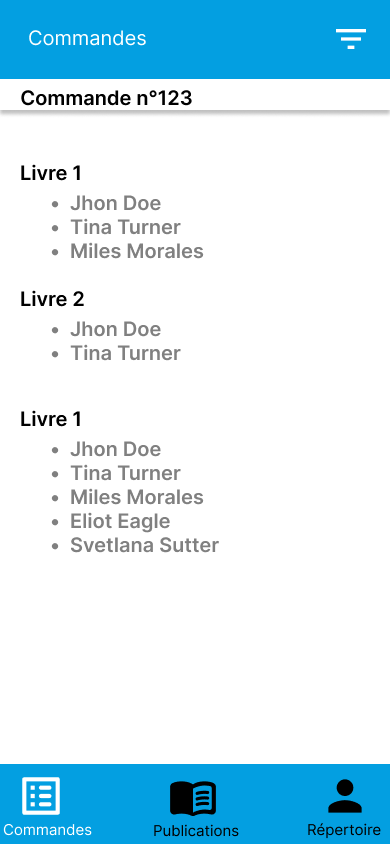 Commandes
Commande n°123
Livre 1
• Jhon Doe
• Tina Turner
• Miles Morales
Livre 2
• Jhon Doe
• Tina Turner
Livre 1
• Jhon Doe
• Tina Turner
• Miles Morales
• Eliot Eagle
• Svetlana Sutter
Commandes Publications Répertoire